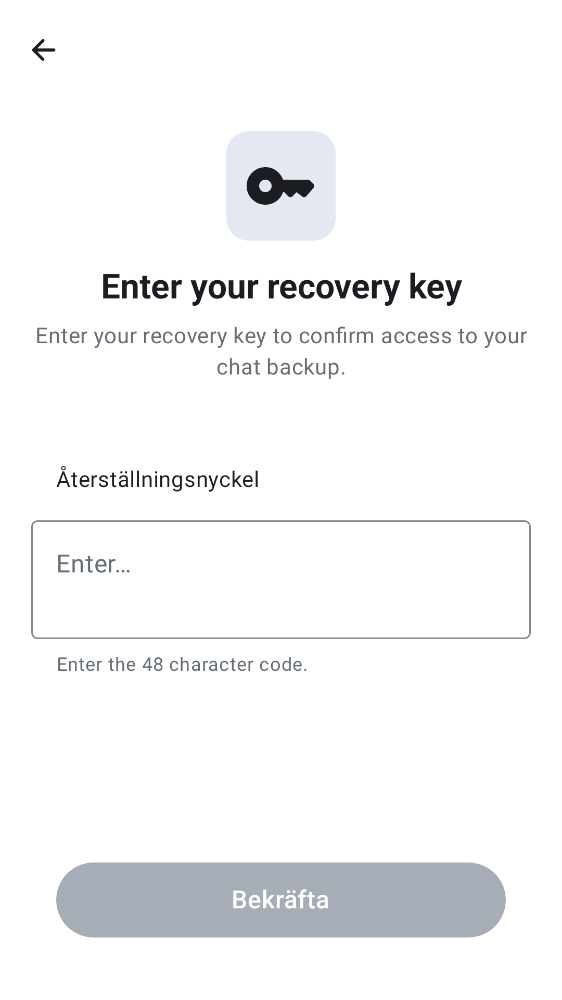 Enter your recovery key
Enter your recovery key to confirm access to your
chat backup.
Återställningsnyckel
Enter…
Enter the 48 character code.
Bekräfta